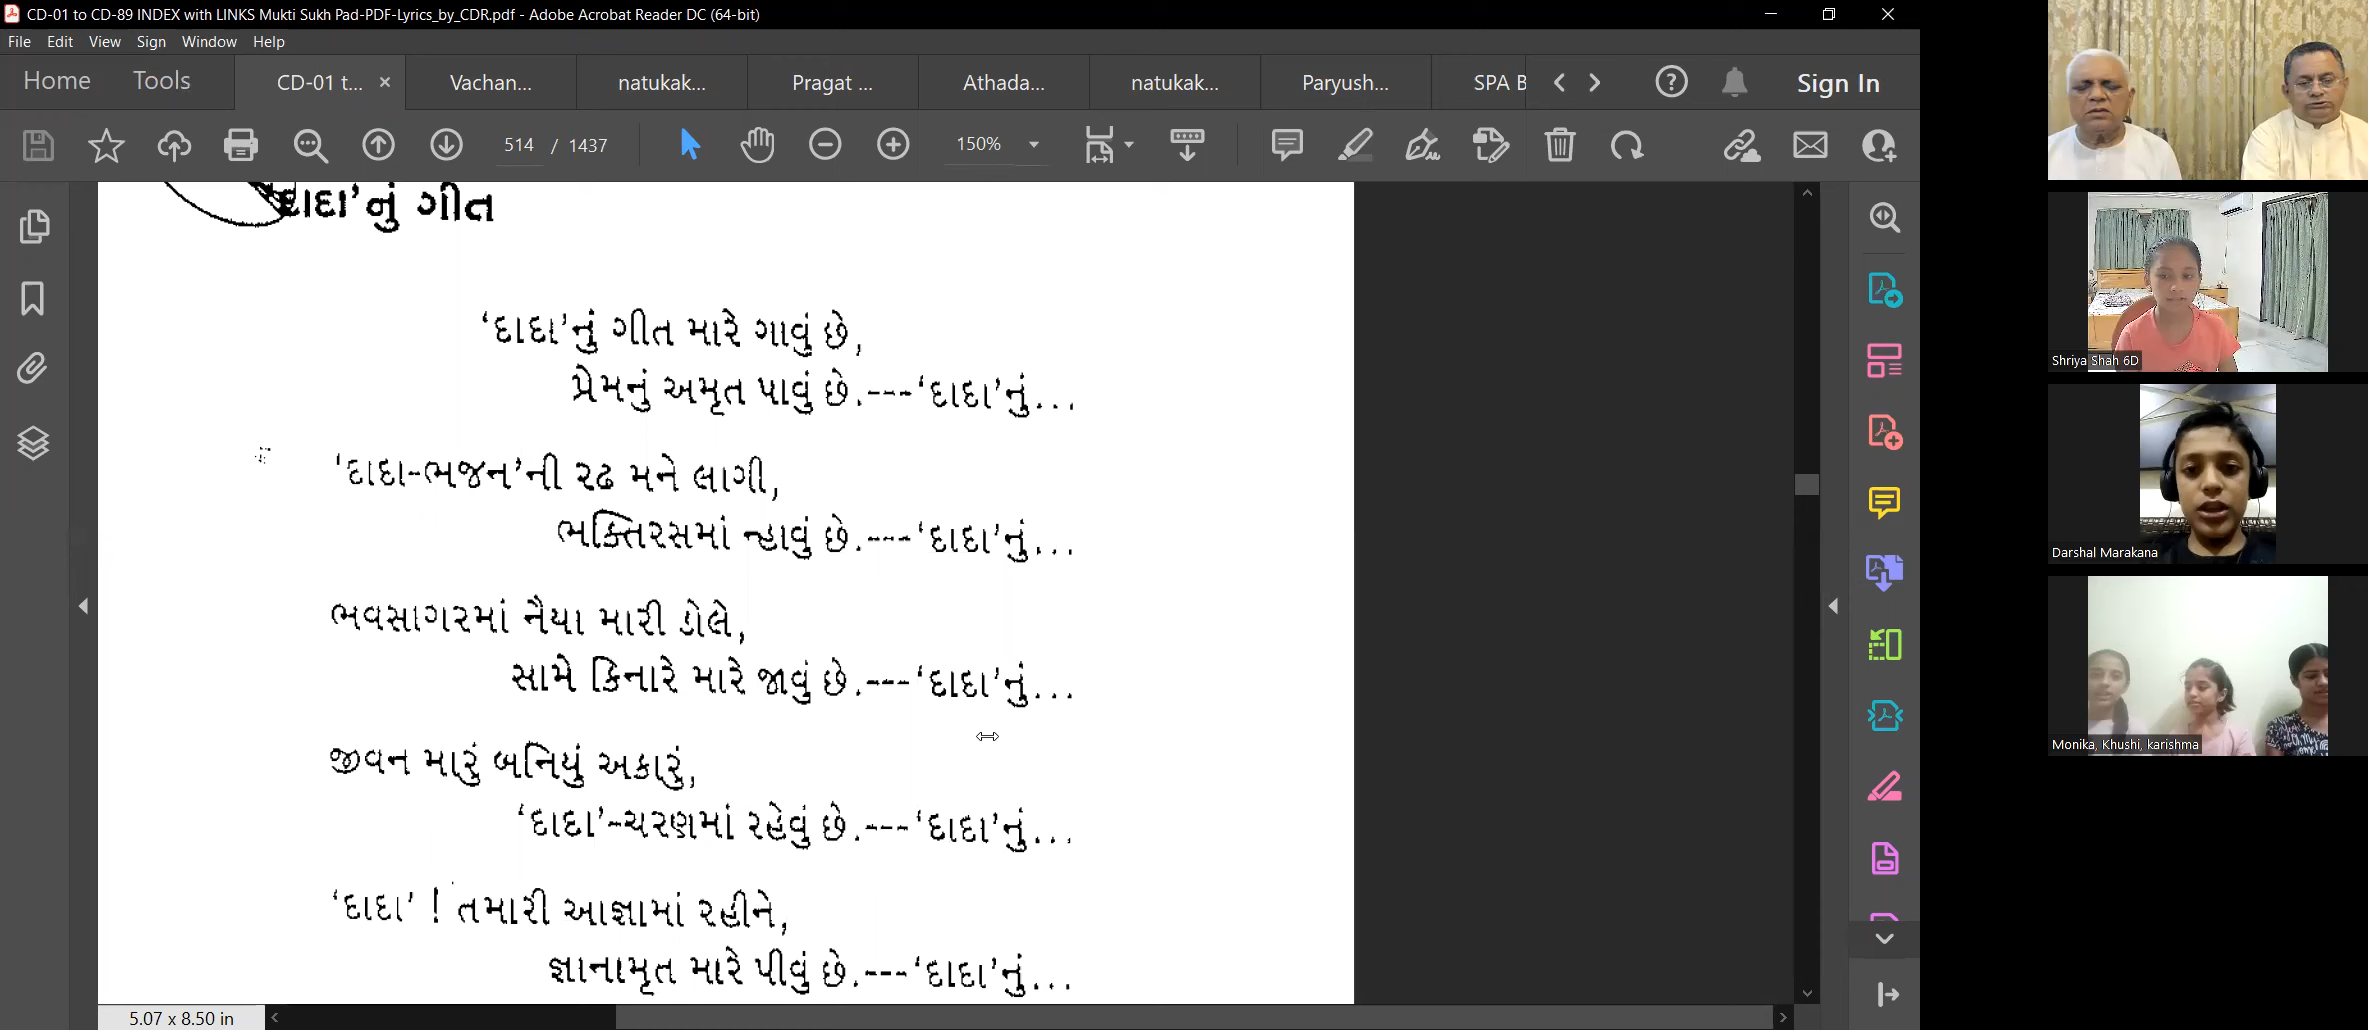 CD-01 to CD-89 INDEX with LINKS Mukti Sukh Pad-PDF-Lyrics_by_CDR.pdf - Adobe Acrobat Reader DC (64-bit)
File Edit View Sign Window Help
Home Tools CD-01 t... Vachan... natukak... Pragat ... Athada... natukak... Paryush... SPA B Sign In
514 / 1437 150%
દાદા’નું ગીત
‘દાદા’નું ગીત મારે ગાવું છે,
પ્રેમનું અમૃત પાવું છે.---‘દાદા’નું...
‘દાદા-ભજન’ની રઢ મને લાગી,
ભક્તિરસમાં ન્હાવું છે.---‘દાદા’નું...
ભવસાગરમાં નૈયા મારી ડોલે,
સામે કિનારે મારે જાવું છે.---‘દાદા’નું...
જીવન મારું બનિયું અકારું,
‘દાદા’-ચરણમાં રહેવું છે.---‘દાદા’નું...
‘દાદા’ ! તમારી આજ્ઞામાં રહીને,
જ્ઞાનામૃત મારે પીવું છે.---‘દાદા’નું...
5.07 x 8.50 in
Shriya Shah 6D
Darshal Marakana
Monika, Khushi, karishma